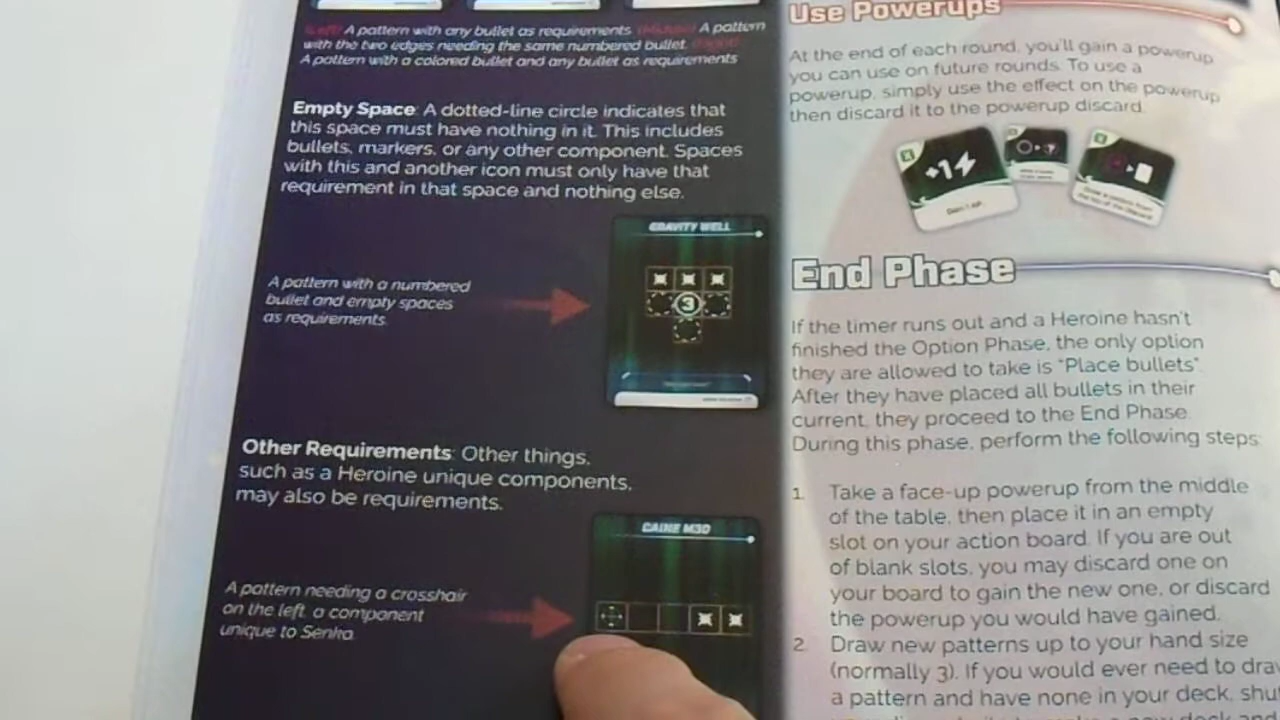 A pattern with any bullet as requirements. (Middle) A pattern
with the two edges needing the same numbered bullet. (Right)
A pattern with a colored bullet and any bullet as requirements
Empty Space: A dotted-line circle indicates that
this space must have nothing in it. This includes
bullets, markers, or any other component. Spaces
with this and another icon must only have that
requirement in that space and nothing else.
A pattern with a numbered
bullet and empty spaces
as requirements.
GRAVITY WELL
3
Other Requirements: Other things,
such as a Heroine unique components,
may also be requirements.
A pattern needing a crosshair
on the left, a component
unique to Senka.
CAINE M3D
Use Powerups
At the end of each round, you'll gain a powerup
you can use on future rounds. To use a
powerup, simply use the effect on the powerup
then discard it to the powerup discard.
+1
Gain 1 AP.
End Phase
If the timer runs out and a Heroine hasn't
finished the Option Phase, the only option
they are allowed to take is "Place bullets".
After they have placed all bullets in their
current, they proceed to the End Phase.
During this phase, perform the following steps:
1. Take a face-up powerup from the middle
of the table, then place it in an empty
slot on your action board. If you are out
of blank slots, you may discard one on
your board to gain the new one, or discard
the powerup you would have gained.
2. Draw new patterns up to your hand size
(normally 3). If you would ever need to dra
a pattern and have none in your deck, shu